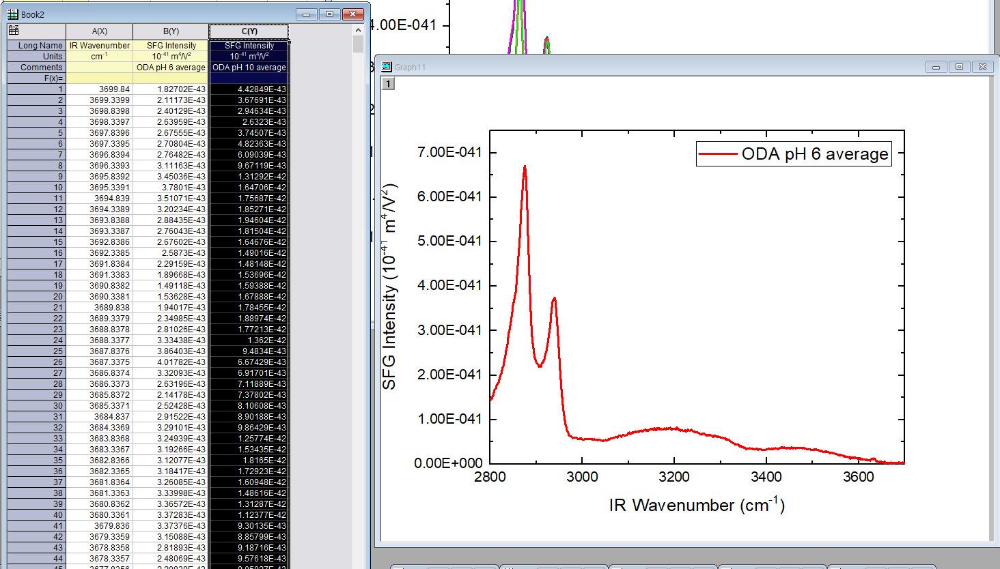 Book2
A(X) B(Y) C(Y)
Long Name IR Wavenumber SFG Intensity SFG Intensity
Units cm⁻¹ 10⁻⁴¹ m⁴/V² 10⁻⁴¹ m⁴/V²
Comments ODA pH 6 average ODA pH 10 average
F(x)=
1 3699.84 1.82702E-43 4.42849E-43
2 3699.3399 2.11173E-43 3.67691E-43
3 3698.8398 2.40129E-43 2.94634E-43
4 3698.3397 2.63959E-43 2.6323E-43
5 3697.8396 2.67555E-43 3.74507E-43
6 3697.3395 2.70804E-43 4.82363E-43
7 3696.8394 2.76482E-43 6.09039E-43
8 3696.3393 3.11163E-43 9.67119E-43
9 3695.8392 3.45036E-43 1.31292E-42
10 3695.3391 3.7801E-43 1.64706E-42
11 3694.839 3.51071E-43 1.75687E-42
12 3694.3389 3.20234E-43 1.85271E-42
13 3693.8388 2.88435E-43 1.94604E-42
14 3693.3387 2.76043E-43 1.81504E-42
15 3692.8386 2.67602E-43 1.64676E-42
16 3692.3385 2.5873E-43 1.49016E-42
17 3691.8384 2.29159E-43 1.48148E-42
18 3691.3383 1.89668E-43 1.53696E-42
19 3690.8382 1.49118E-43 1.59388E-42
20 3690.3381 1.53628E-43 1.67888E-42
21 3689.838 1.94017E-43 1.78455E-42
22 3689.3379 2.34985E-43 1.88974E-42
23 3688.8378 2.81026E-43 1.77213E-42
24 3688.3377 3.33438E-43 1.362E-42
25 3687.8376 3.86403E-43 9.4834E-43
26 3687.3375 4.01782E-43 6.67429E-43
27 3686.8374 3.32093E-43 6.91701E-43
28 3686.3373 2.63196E-43 7.11889E-43
29 3685.8372 2.14178E-43 7.37802E-43
30 3685.3371 2.52428E-43 8.10608E-43
31 3684.837 2.91522E-43 8.90188E-43
32 3684.3369 3.29101E-43 9.86429E-43
33 3683.8368 3.24939E-43 1.25774E-42
34 3683.3367 3.19266E-43 1.53435E-42
35 3682.8366 3.12077E-43 1.8165E-42
36 3682.3365 3.18417E-43 1.72923E-42
37 3681.8364 3.26085E-43 1.60948E-42
38 3681.3363 3.33998E-43 1.48616E-42
39 3680.8362 3.36572E-43 1.31287E-42
40 3680.3361 3.37283E-43 1.12377E-42
41 3679.836 3.37376E-43 9.30135E-43
42 3679.3359 3.15088E-43 8.85799E-43
43 3678.8358 2.81893E-43 9.18716E-43
44 3678.3357 2.48069E-43 9.57618E-43
4.00E-041
Graph11
1
ODA pH 6 average
7.00E-041
6.00E-041
5.00E-041
4.00E-041
3.00E-041
2.00E-041
1.00E-041
0.00E+000
SFG Intensity (10⁻⁴¹ m⁴/V²)
2800 3000 3200 3400 3600
IR Wavenumber (cm⁻¹)